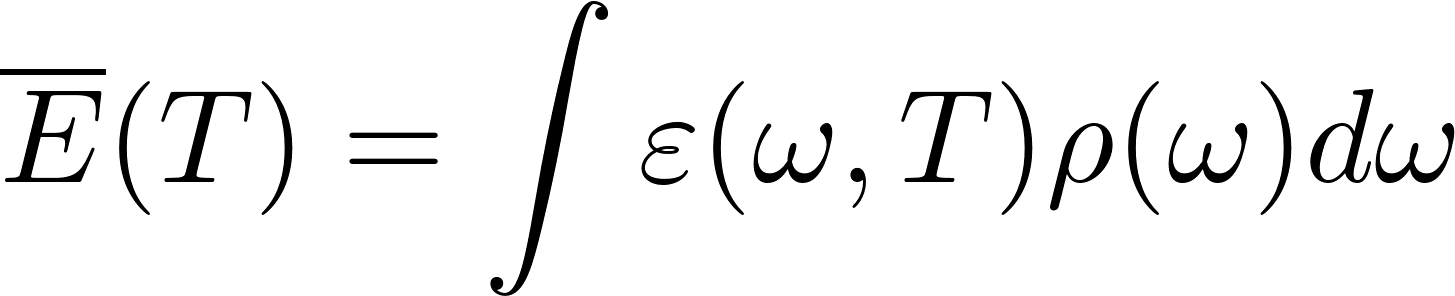 $\overline{E}(T) = \int \varepsilon(\omega, T)\rho(\omega)d\omega$